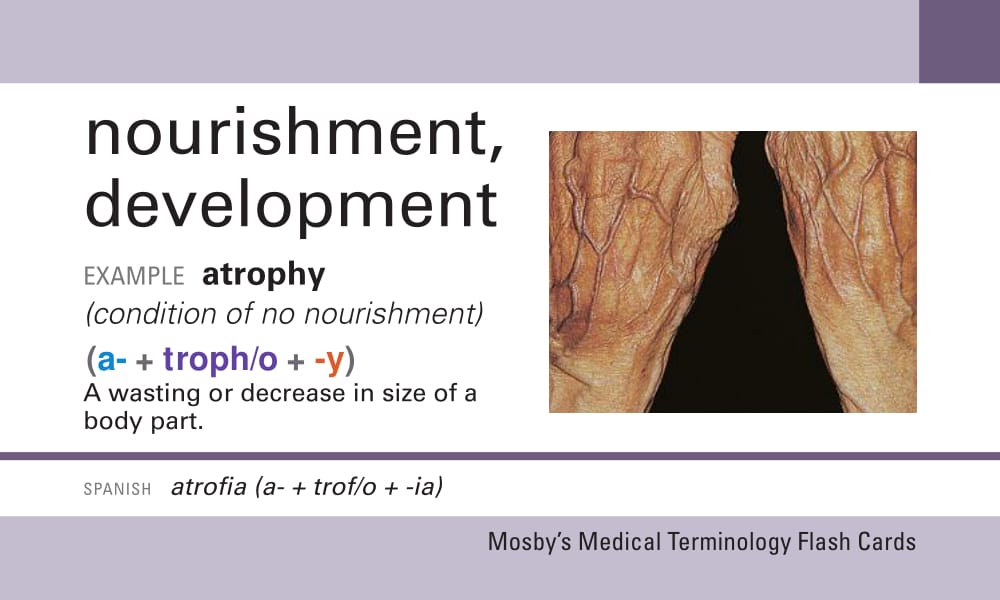 nourishment,
development
EXAMPLE atrophy
(condition of no nourishment)
(a- + troph/o + -y)
A wasting or decrease in size of a
body part.
SPANISH atrofia (a- + trof/o + -ia)
Mosby’s Medical Terminology Flash Cards